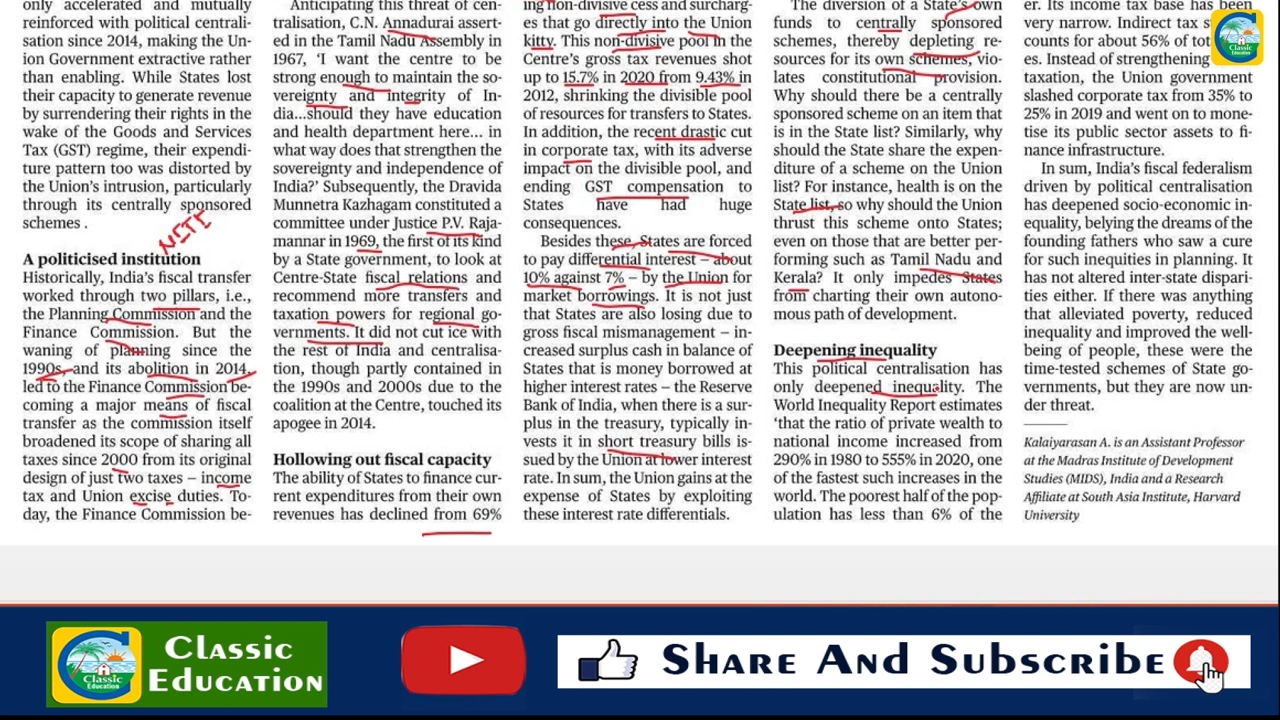 only accelerated and mutually
reinforced with political centrali-
sation since 2014, making the Un-
ion Government extractive rather
than enabling. While States lost
their capacity to generate revenue
by surrendering their rights in the
wake of the Goods and Services
Tax (GST) regime, their expendi-
ture pattern too was distorted by
the Union's intrusion, particularly
through its centrally sponsored
schemes .
NITI
A politicised institution
Historically, India's fiscal transfer
worked through two pillars, i.e.,
the Planning Commission and the
Finance Commission. But the
waning of planning since the
1990s, and its abolition in 2014,
led to the Finance Commission be-
coming a major means of fiscal
transfer as the commission itself
broadened its scope of sharing all
taxes since 2000 from its original
design of just two taxes – income
tax and Union excise duties. To-
day, the Finance Commission be-
Anticipating this threat of cen-
tralisation, C.N. Annadurai assert-
ed in the Tamil Nadu Assembly in
1967, 'I want the centre to be
strong enough to maintain the so-
vereignty and integrity of In-
dia...should they have education
and health department here... in
what way does that strengthen the
sovereignty and independence of
India?' Subsequently, the Dravida
Munnetra Kazhagam constituted a
committee under Justice P.V. Raja-
mannar in 1969, the first of its kind
by a State government, to look at
Centre-State fiscal relations and
recommend more transfers and
taxation powers for regional go-
vernments. It did not cut ice with
the rest of India and centralisa-
tion, though partly contained in
the 1990s and 2000s due to the
coalition at the Centre, touched its
apogee in 2014.
Hollowing out fiscal capacity
The ability of States to finance cur-
rent expenditures from their own
revenues has declined from 69%
ing non-divisive cess and surcharg-
es that go directly into the Union
kitty. This non-divisive pool in the
Centre's gross tax revenues shot
up to 15.7% in 2020 from 9.43% in
2012, shrinking the divisible pool
of resources for transfers to States.
In addition, the recent drastic cut
in corporate tax, with its adverse
impact on the divisible pool, and
ending GST compensation to
States have had huge
consequences.
Besides these, States are forced
to pay differential interest – about
10% against 7% – by the Union for
market borrowings. It is not just
that States are also losing due to
gross fiscal mismanagement – in-
creased surplus cash in balance of
States that is money borrowed at
higher interest rates – the Reserve
Bank of India, when there is a sur-
plus in the treasury, typically in-
vests it in short treasury bills is-
sued by the Union at lower interest
rate. In sum, the Union gains at the
expense of States by exploiting
these interest rate differentials.
The diversion of a State's own
funds to centrally sponsored
schemes, thereby depleting re-
sources for its own schemes, vio-
lates constitutional provision.
Why should there be a centrally
sponsored scheme on an item that
is in the State list? Similarly, why
should the State share the expen-
diture of a scheme on the Union
list? For instance, health is on the
State list, so why should the Union
thrust this scheme onto States;
even on those that are better per-
forming such as Tamil Nadu and
Kerala? It only impedes States
from charting their own autono-
mous path of development.
Deepening inequality
This political centralisation has
only deepened inequality. The
World Inequality Report estimates
'that the ratio of private wealth to
national income increased from
290% in 1980 to 555% in 2020, one
of the fastest such increases in the
world. The poorest half of the pop-
ulation has less than 6% of the
er. Its income tax base has been
very narrow. Indirect tax
counts for about 56% of
es. Instead of strengthening
taxation, the Union government
slashed corporate tax from 35% to
25% in 2019 and went on to mone-
tise its public sector assets to fi-
nance infrastructure.
In sum, India's fiscal federalism
driven by political centralisation
has deepened socio-economic in-
equality, belying the dreams of the
founding fathers who saw a cure
for such inequities in planning. It
has not altered inter-state dispari-
ties either. If there was anything
that alleviated poverty, reduced
inequality and improved the well-
being of people, these were the
time-tested schemes of State go-
vernments, but they are now un-
der threat.
Kalaiyarasan A. is an Assistant Professor
at the Madras Institute of Development
Studies (MIDS), India and a Research
Affiliate at South Asia Institute, Harvard
University
Classic
Education
Classic
Education
Classic
Education
Share And Subscribe